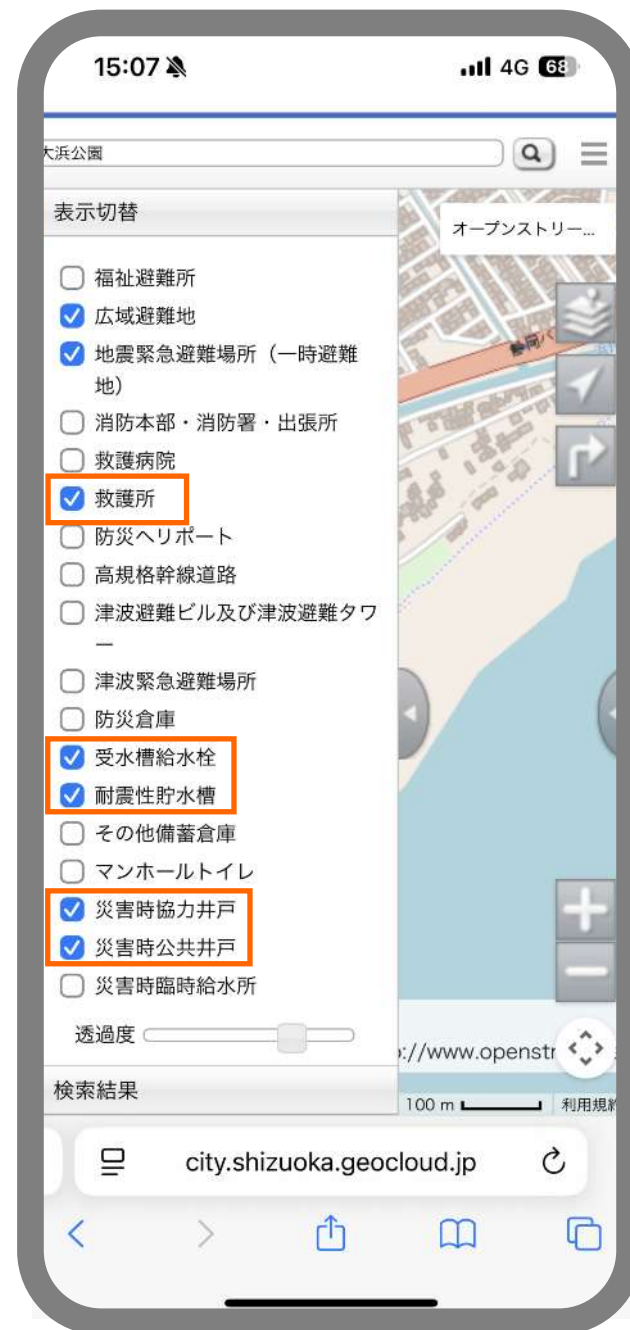 15:07
4G 68
大浜公園
表示切替
オープンストリー...
福祉避難所
広域避難地
地震緊急避難場所（一時避難
地）
消防本部・消防署・出張所
救護病院
救護所
防災ヘリポート
高規格幹線道路
津波避難ビル及び津波避難タワ
ー
津波緊急避難場所
防災倉庫
受水槽給水栓
耐震性貯水槽
その他備蓄倉庫
マンホールトイレ
災害時協力井戸
災害時公共井戸
災害時臨時給水所
透過度
://www.openstr
検索結果
100 m
利用規約
city.shizuoka.geocloud.jp